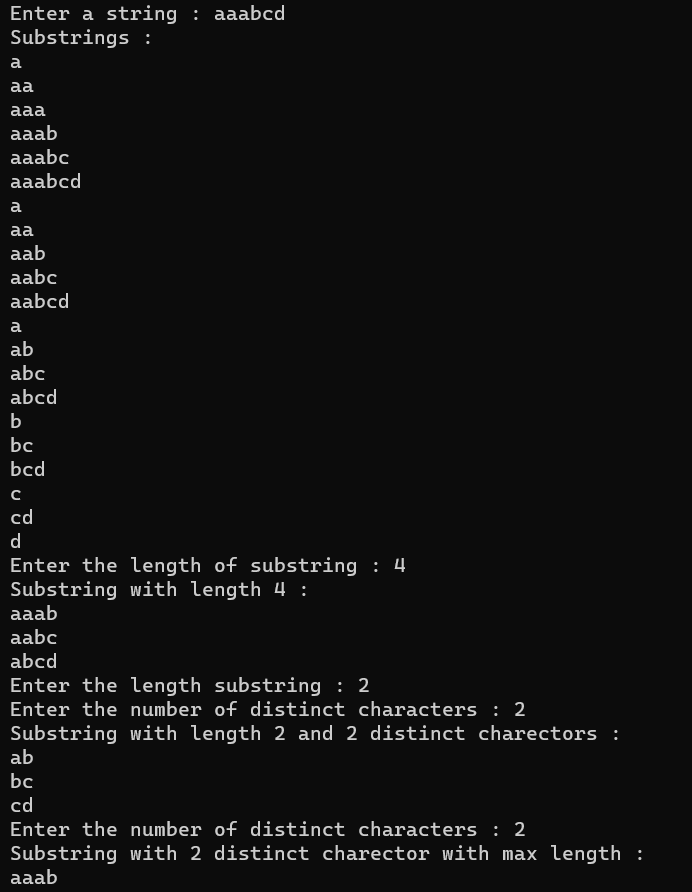 Enter a string : aaabcd
Substrings :
a
aa
aaa
aaab
aaabc
aaabcd
a
aa
aab
aabc
aabcd
a
ab
abc
abcd
b
bc
bcd
c
cd
d
Enter the length of substring : 4
Substring with length 4 :
aaab
aabc
abcd
Enter the length substring : 2
Enter the number of distinct characters : 2
Substring with length 2 and 2 distinct charectors :
ab
bc
cd
Enter the number of distinct characters : 2
Substring with 2 distinct charector with max length :
aaab